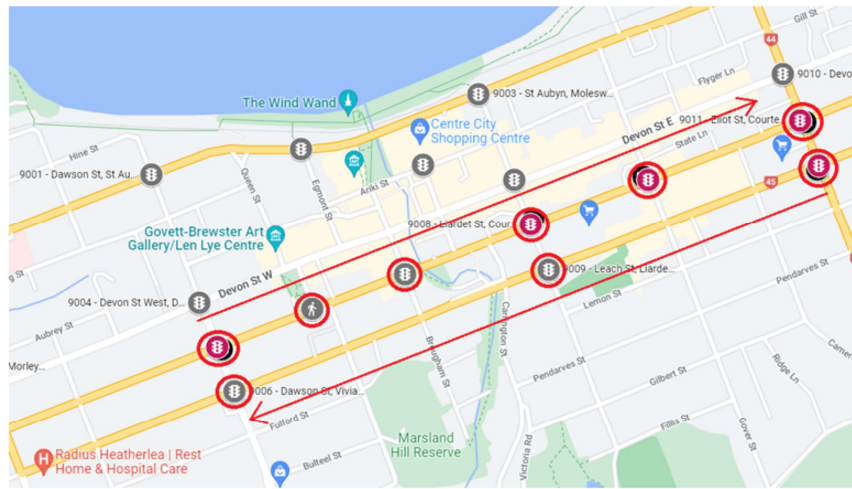 44
Gill St
9010 - Devo
Flyger Ln
9003 - St Aubyn, Molesw...
The Wind Wand
9011 - Eliot St, Courte...
Devon St E
Centre City
Shopping Centre
State Ln
Hine St
9001 - Dawson St, St Au...
Queen St
Egmont St
Ariki St
45
9008 - Liardet St, Cour...
Govett-Brewster Art
Gallery/Len Lye Centre
Devon St W
9009 - Leach St, Liarde...
Pendarves St
9004 - Devon St West, D...
Lemon St
Carrington St
Aubrey St
Morley...
Brougham St
Pendarves St
Gilbert St
Ridge Ln
Came
9006 - Dawson St, Vivia...
Fulford St
Gover St
Fillis St
Marsland
Hill Reserve
Victoria Rd
Radius Heatherlea | Rest
Home & Hospital Care
Bulteel St